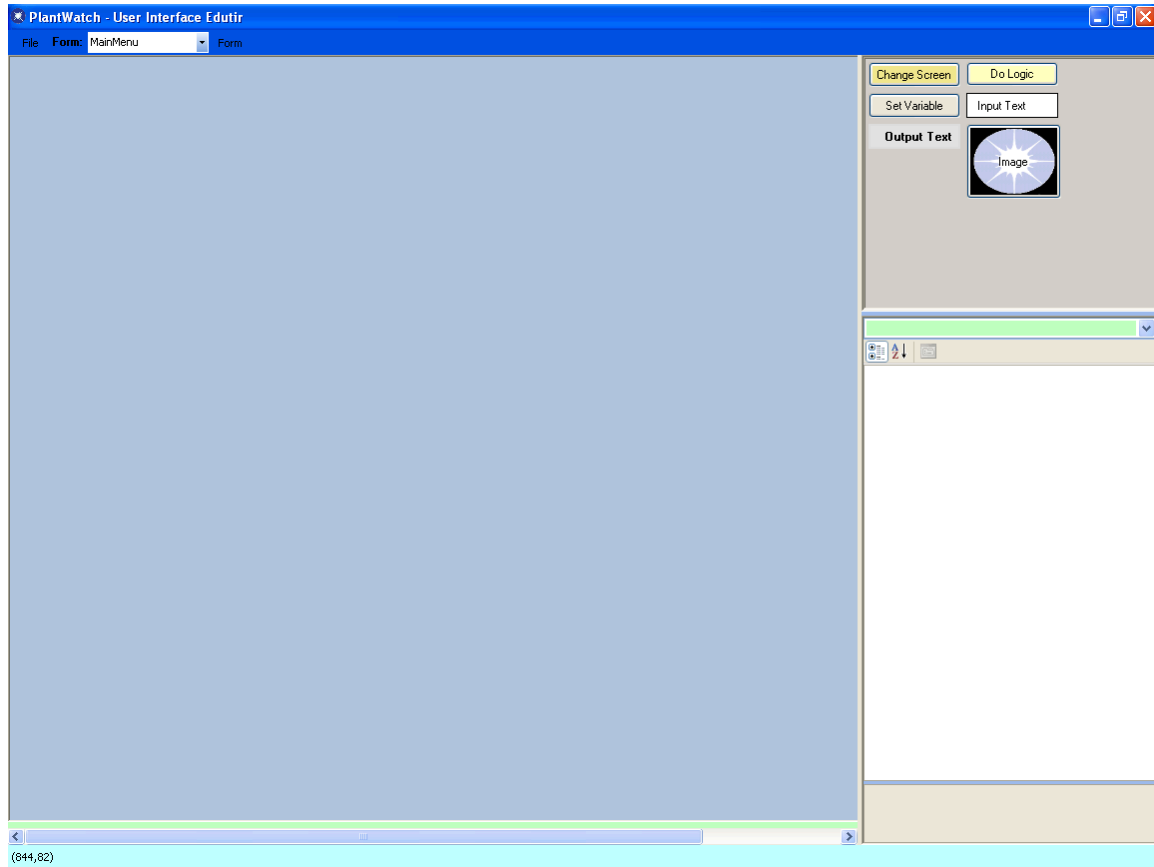 PlantWatch - User Interface Edutir
File Form: MainMenu Form
Change Screen Do Logic
Set Variable Input Text
Output Text Image
A
Z
(844,82)